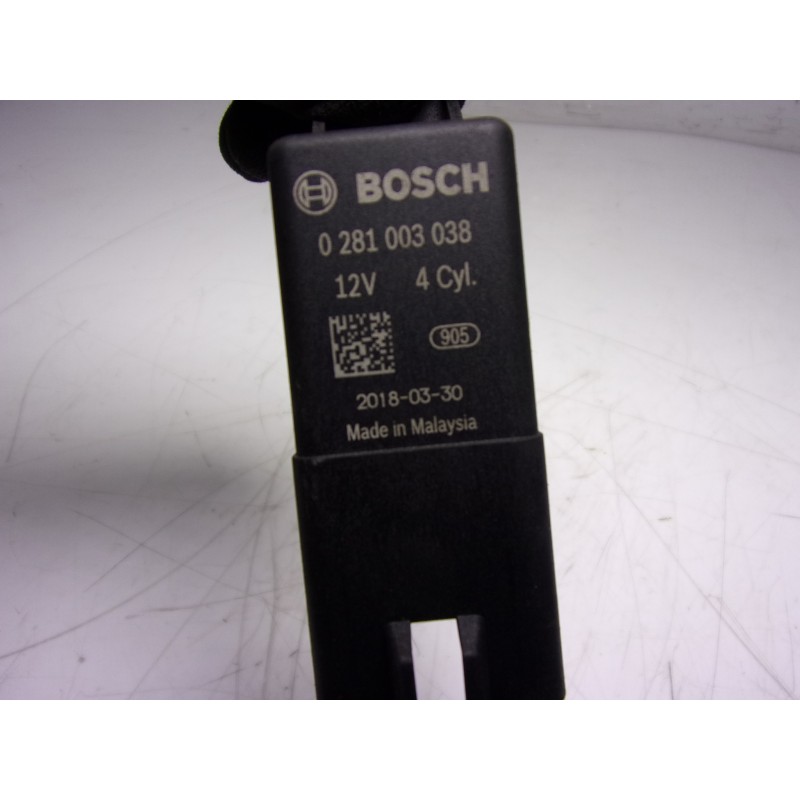 BOSCH
0 281 003 038
12V 4 Cyl.
905
2018-03-30
Made in Malaysia